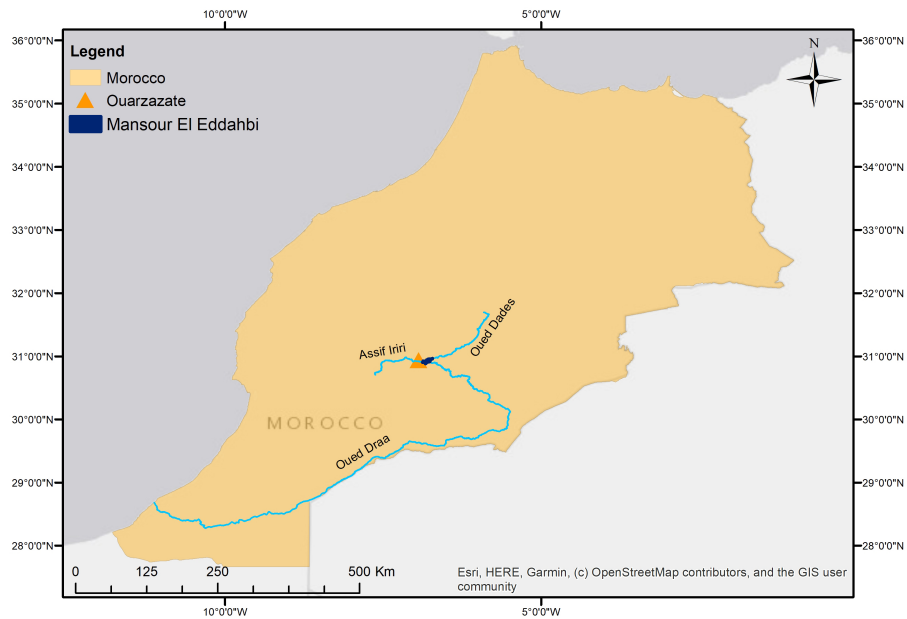 10°0'0"W 5°0'0"W
36°0'0"N 36°0'0"N
Legend
N
Morocco
Ouarzazate
35°0'0"N 35°0'0"N
Mansour El Eddahbi
34°0'0"N 34°0'0"N
33°0'0"N 33°0'0"N
32°0'0"N 32°0'0"N
Oued Dades
Assif Iriri
31°0'0"N 31°0'0"N
MOROCCO
30°0'0"N 30°0'0"N
Oued Draa
29°0'0"N 29°0'0"N
28°0'0"N 28°0'0"N
0 125 250 500 Km
Esri, HERE, Garmin, (c) OpenStreetMap contributors, and the GIS user
community
10°0'0"W 5°0'0"W